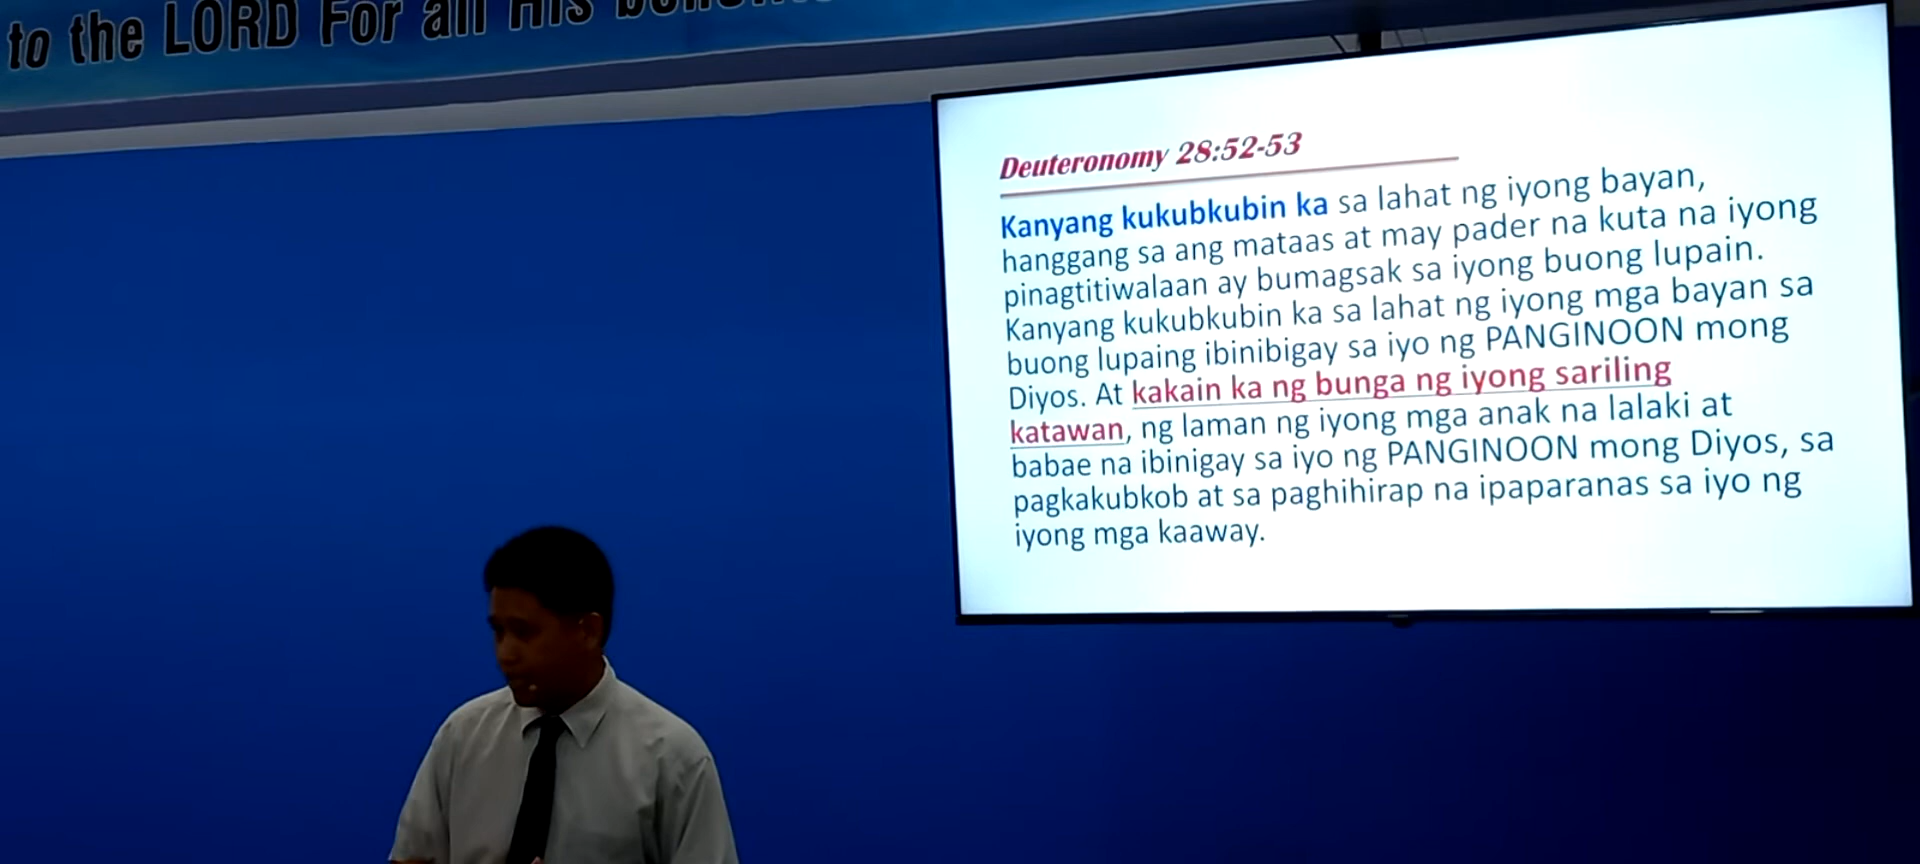 to the LORD For all His
Deuteronomy 28:52-53
Kanyang kukubkubin ka sa lahat ng iyong bayan,
hanggang sa ang mataas at may pader na kuta na iyong
pinagtitiwalaan ay bumagsak sa iyong buong lupain.
Kanyang kukubkubin ka sa lahat ng iyong mga bayan sa
buong lupaing ibinibigay sa iyo ng PANGINOON mong
Diyos. At kakain ka ng bunga ng iyong sariling
katawan, ng laman ng iyong mga anak na lalaki at
babae na ibinigay sa iyo ng PANGINOON mong Diyos, sa
pagkakubkob at sa paghihirap na ipaparanas sa iyo ng
iyong mga kaaway.